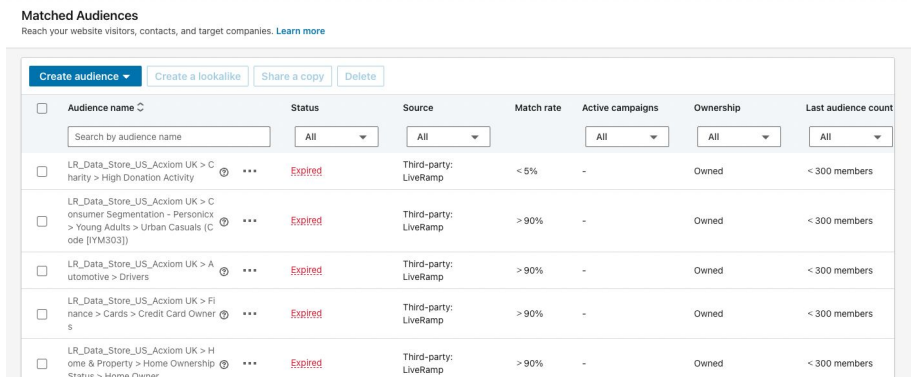 Matched Audiences
Reach your website visitors, contacts, and target companies. Learn more
Create audience Create a lookalike Share a copy Delete
Audience name Status Source Match rate Active campaigns Ownership Last audience count
Search by audience name All All All All All
LR_Data_Store_US_Acxiom UK > C
harity > High Donation Activity
Expired
Third-party:
LiveRamp
< 5% - Owned < 300 members
LR_Data_Store_US_Acxiom UK > C
onsumer Segmentation - Personicx
> Young Adults > Urban Casuals (C
ode [IYM303])
Expired
Third-party:
LiveRamp
> 90% - Owned < 300 members
LR_Data_Store_US_Acxiom UK > A
utomotive > Drivers
Expired
Third-party:
LiveRamp
> 90% - Owned < 300 members
LR_Data_Store_US_Acxiom UK > Fi
nance > Cards > Credit Card Owner
s
Expired
Third-party:
LiveRamp
> 90% - Owned < 300 members
LR_Data_Store_US_Acxiom UK > H
ome & Property > Home Ownership
Status > Home Owner
Expired
Third-party:
LiveRamp
> 90% - Owned < 300 members